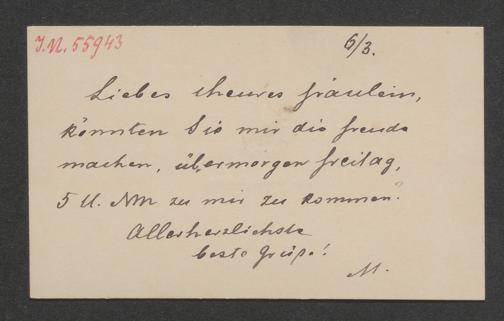 J.N. 55943
6/3.
Liebes theures Fräulein,
könnten Sie mir die Freude
machen, übermorgen Freitag,
5 U. NM zu mir zu kommen?
Allerherzlichste
beste Grüße!
M.